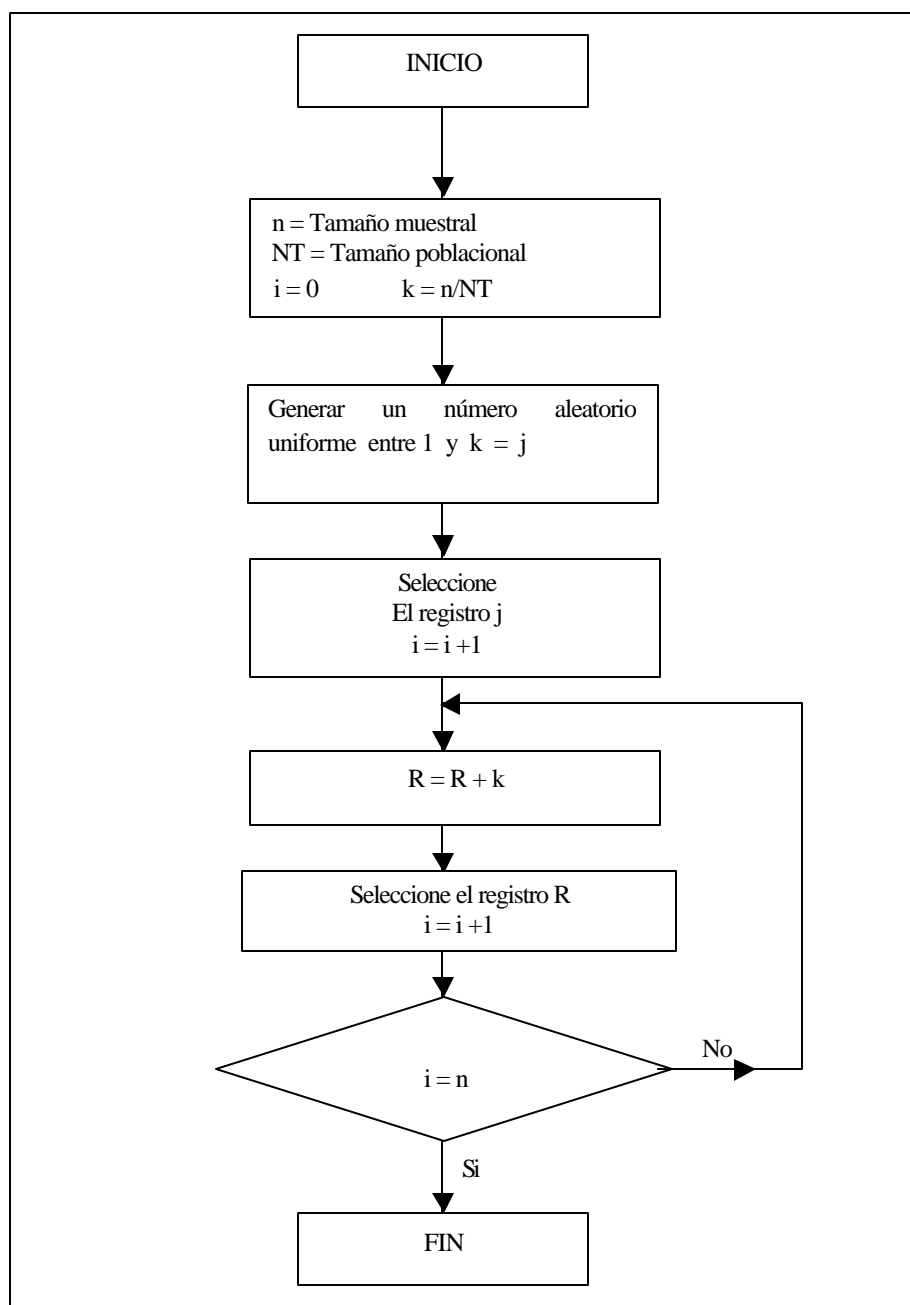 INICIO
n = Tamaño muestral
NT = Tamaño poblacional
i = 0 k = n/NT
Generar un número aleatorio
uniforme entre 1 y k = j
Seleccione
El registro j
i = i +1
R = R + k
Seleccione el registro R
i = i +1
i = n
No
Si
FIN